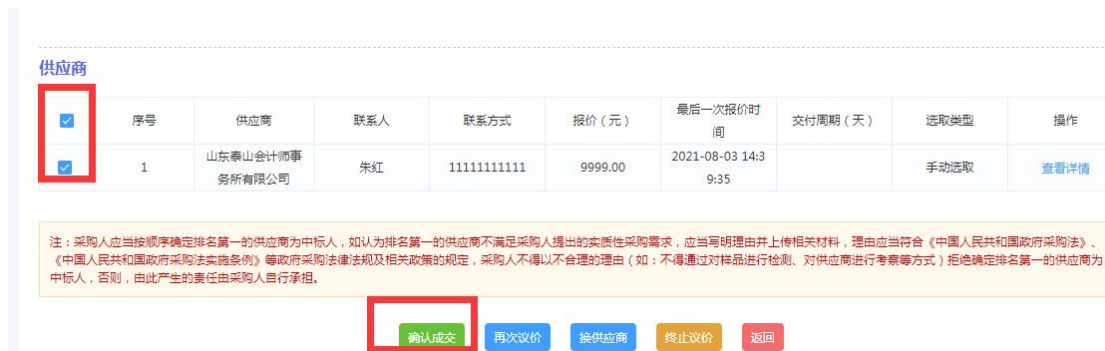 供应商
序号 供应商 联系人 联系方式 报价（元） 最后一次报价时间 交付周期（天） 选取类型 操作
1 山东泰山会计师事务所有限公司 朱红 11111111111 9999.00 2021-08-03 14:39:35 手动选取 查看详情
注：采购人应当按顺序确定排名第一的供应商为中标人，如认为排名第一的供应商不满足采购人提出的实质性采购需求，应当写明理由并上传相关材料，理由应当符合《中国人民共和国政府采购法》、
《中国人民共和国政府采购法实施条例》等政府采购法律法规及相关政策的规定，采购人不得以不合理的理由（如：不得通过对样品进行检测、对供应商进行考察等方式）拒绝确定排名第一的供应商为
中标人，否则，由此产生的责任由采购人自行承担。
确认成交 再次议价 换供应商 终止议价 返回